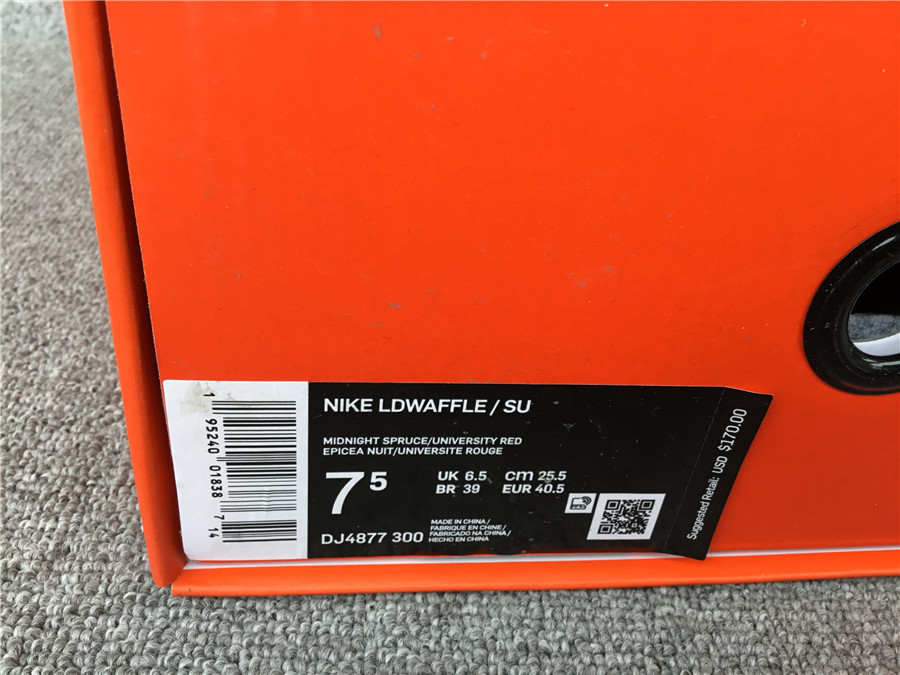 1 95240 01838 7 14
NIKE LDWAFFLE / SU
MIDNIGHT SPRUCE/UNIVERSITY RED
EPICEA NUIT/UNIVERSITE ROUGE
7 5
UK 6.5 cm 25.5
BR 39 EUR 40.5
DJ4877 300
MADE IN CHINA /
FABRIQUE EN CHINE /
FABRICADO NA CHINA /
HECHO EN CHINA
Suggested Retail: USD $170.00